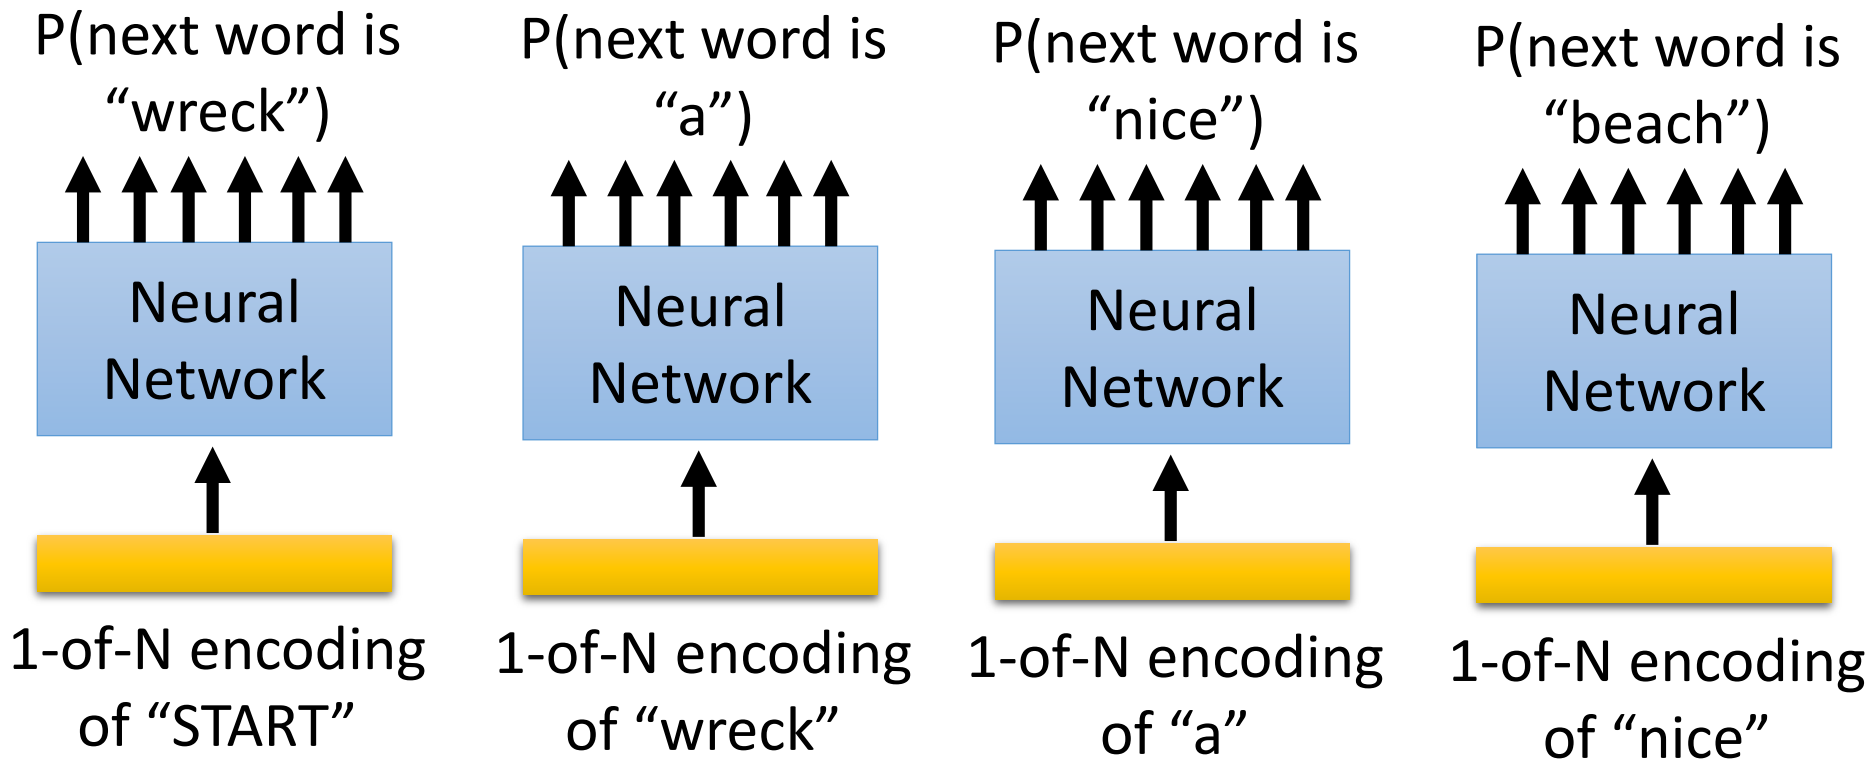 P(next word is
“wreck”)
P(next word is
“a”)
P(next word is
“nice”)
P(next word is
“beach”)
Neural
Network
Neural
Network
Neural
Network
Neural
Network
1-of-N encoding
of “START”
1-of-N encoding
of “wreck”
1-of-N encoding
of “a”
1-of-N encoding
of “nice”